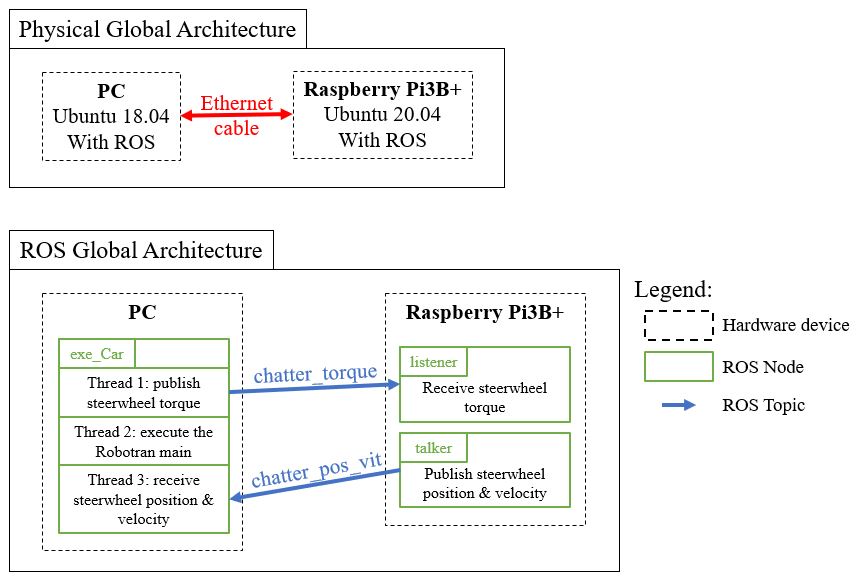 Physical Global Architecture
PC
Ubuntu 18.04
With ROS
Ethernet
cable
Raspberry Pi3B+
Ubuntu 20.04
With ROS
ROS Global Architecture
PC
exe_Car
Thread 1: publish
steerwheel torque
Thread 2: execute the
Robotran main
Thread 3: receive
steerwheel position &
velocity
chatter_torque
chatter_pos_vit
Raspberry Pi3B+
listener
Receive steerwheel
torque
talker
Publish steerwheel
position & velocity
Legend:
Hardware device
ROS Node
ROS Topic